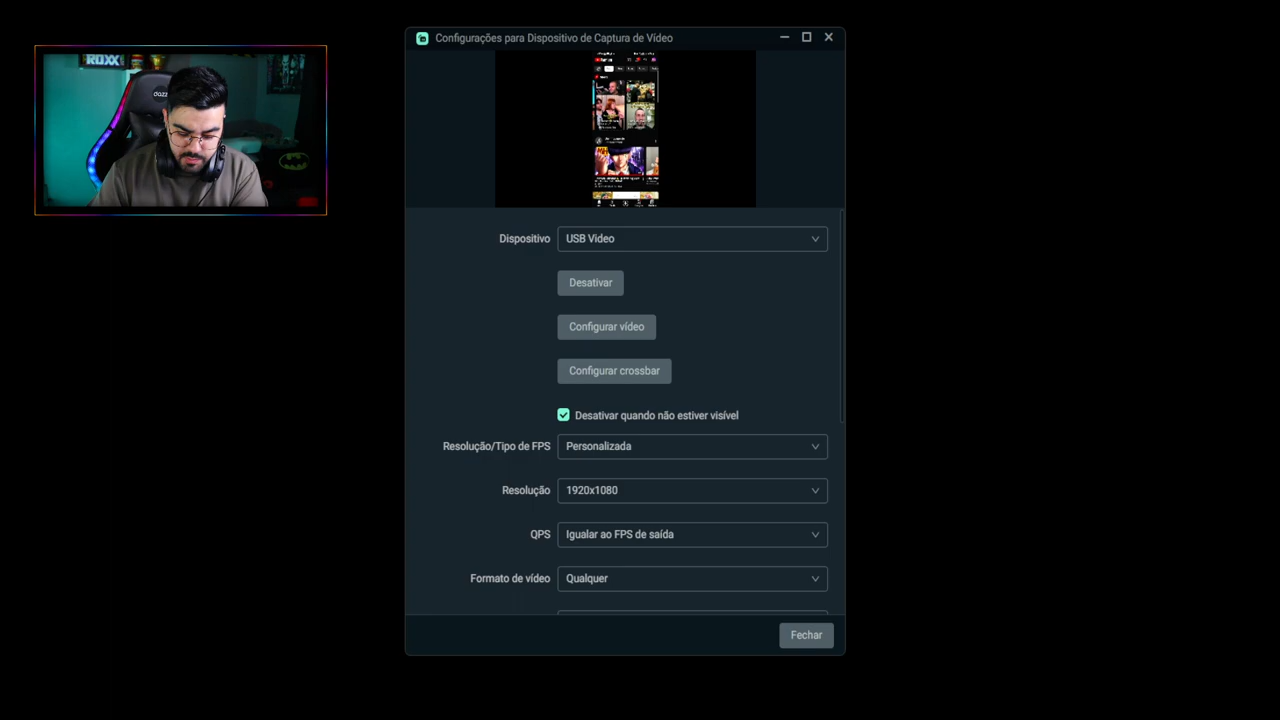 Configurações para Dispositivo de Captura de Vídeo
ROXX
Dispositivo
USB Video
Desativar
Configurar vídeo
Configurar crossbar
Desativar quando não estiver visível
Resolução/Tipo de FPS
Personalizada
Resolução
1920x1080
QPS
Igualar ao FPS de saída
Formato de vídeo
Qualquer
Fechar